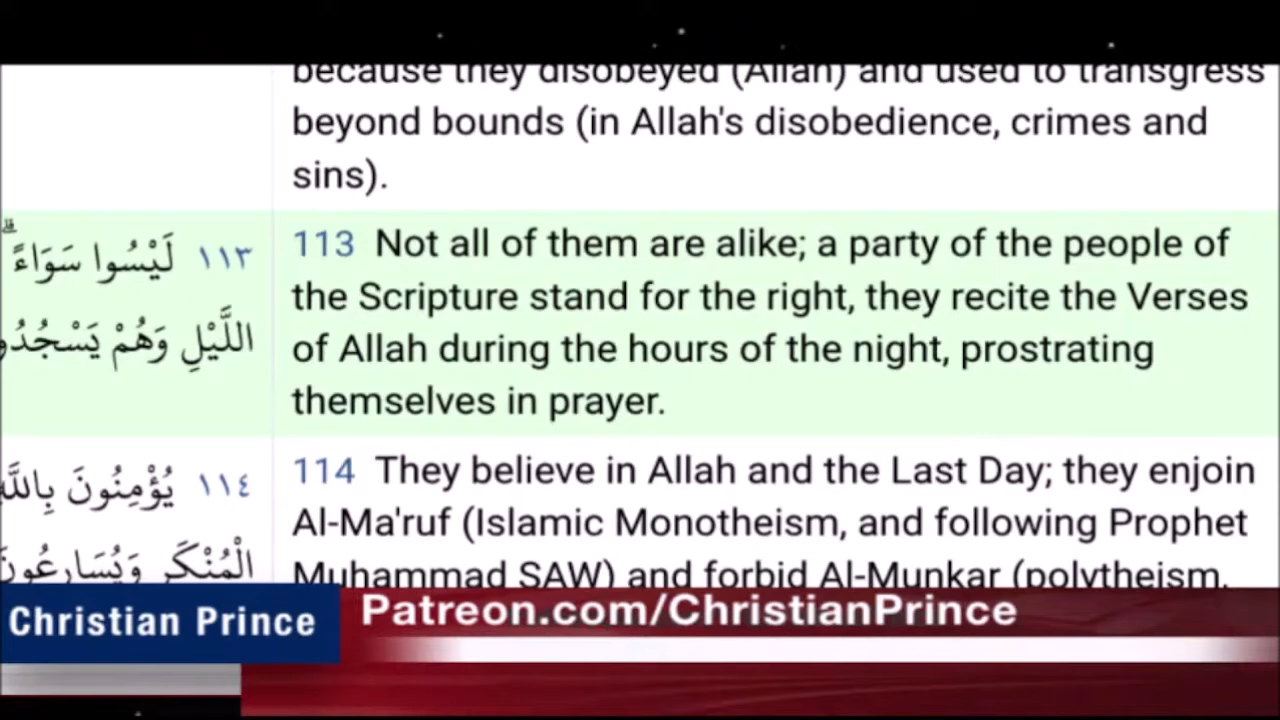 because they disobeyed (Allah) and used to transgress
beyond bounds (in Allah's disobedience, crimes and
sins).
١١٣ لَيْسُوا سَوَاءً ۗ
اللَّيْلِ وَهُمْ
113 Not all of them are alike; a party of the people of
the Scripture stand for the right, they recite the Verses
of Allah during the hours of the night, prostrating
themselves in prayer.
١١٤ يُؤْمِنُونَ
الْمُنْكَرِ
114 They believe in Allah and the Last Day; they enjoin
Al-Ma'ruf (Islamic Monotheism, and following Prophet
Muhammad SAW) and forbid Al-Munkar (polytheism,
Christian Prince
Patreon.com/ChristianPrince